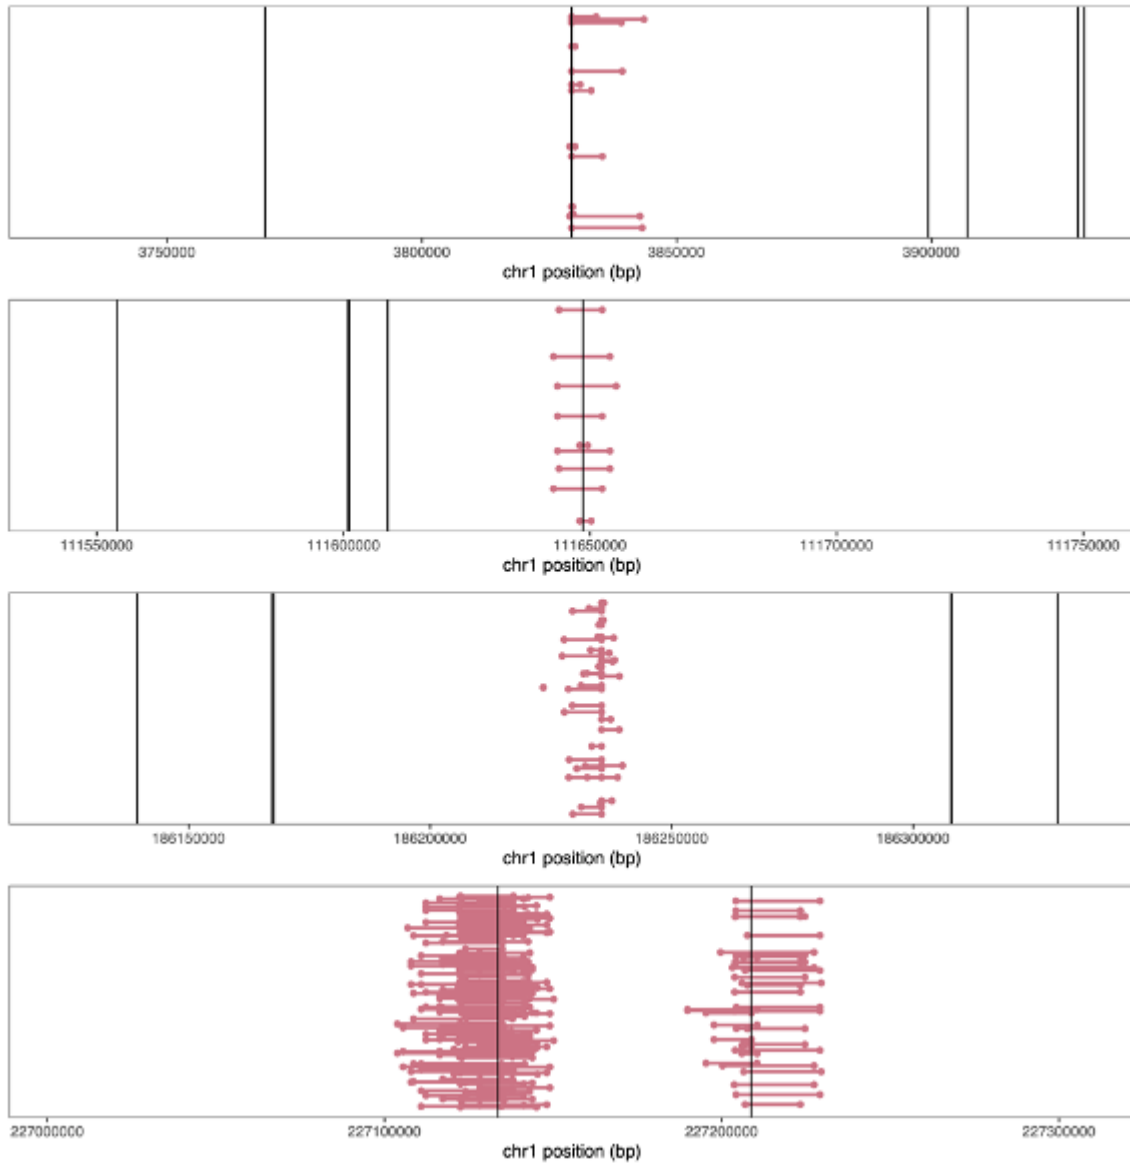 3750000 3800000 3850000 3900000
chr1 position (bp)
111550000 111600000 111650000 111700000 111750000
chr1 position (bp)
186150000 186200000 186250000 186300000
chr1 position (bp)
227000000 227100000 227200000 227300000
chr1 position (bp)